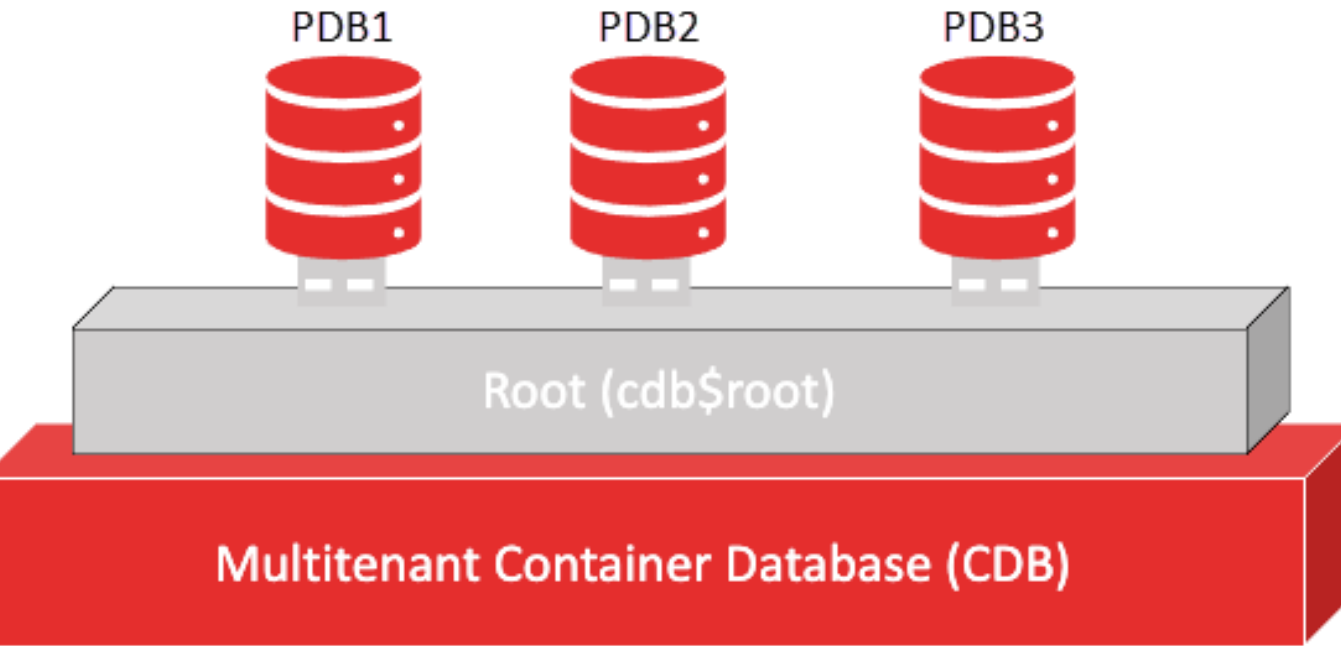 PDB1 PDB2 PDB3
Root (cdb$root)
Multitenant Container Database (CDB)